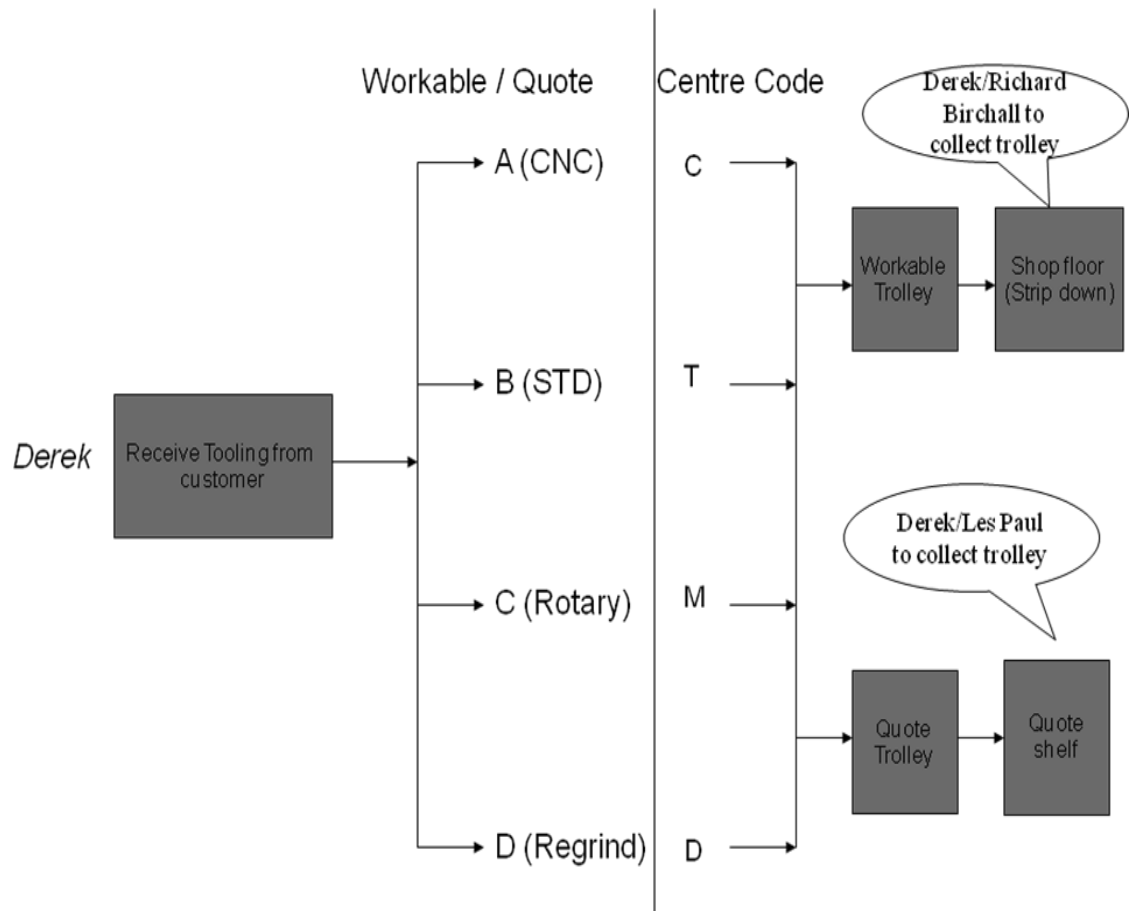 Workable / Quote
Centre Code
Derek/Richard
Birchall to
collect trolley
A (CNC)
C
Workable
Trolley
Shop floor
(Strip down)
B (STD)
T
Derek
Receive Tooling from
customer
Derek/Les Paul
to collect trolley
C (Rotary)
M
Quote
Trolley
Quote
shelf
D (Regrind)
D